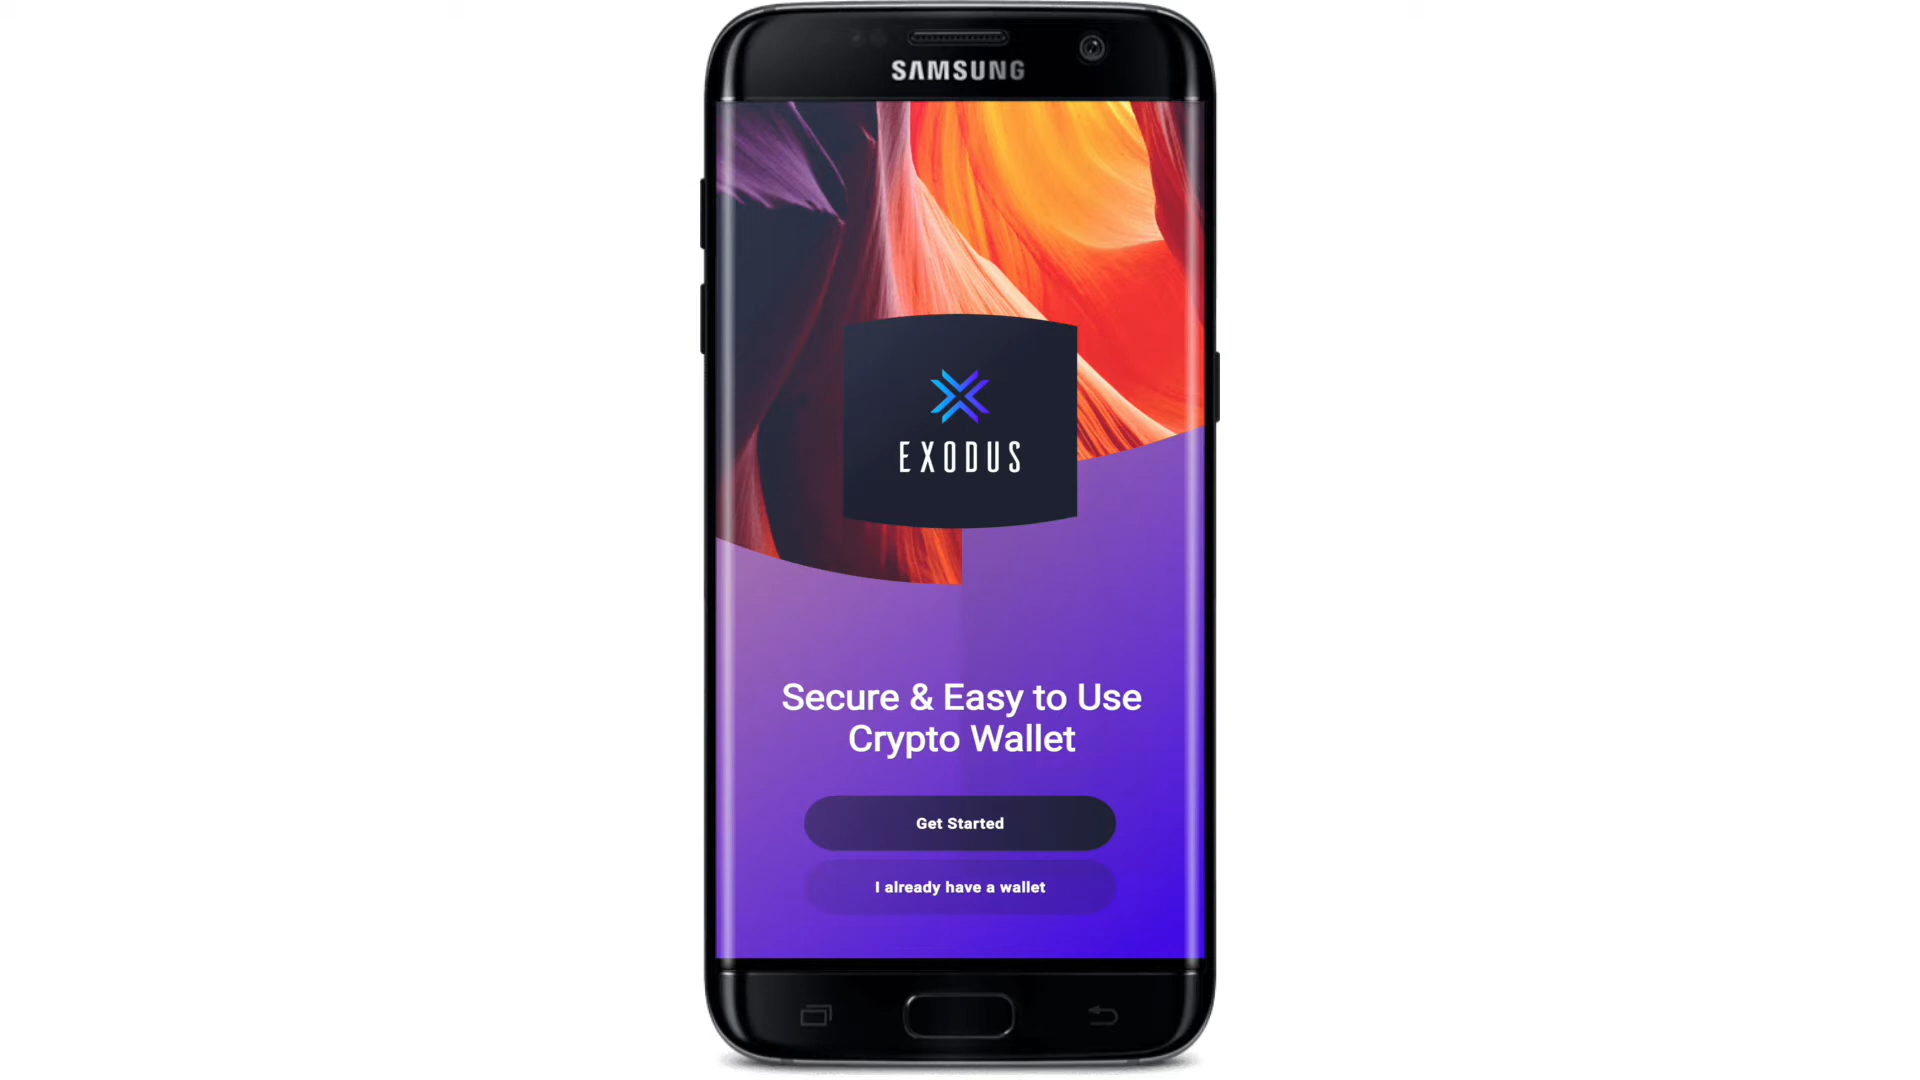 SAMSUNG
EXODUS
Secure & Easy to Use
Crypto Wallet
Get Started
I already have a wallet